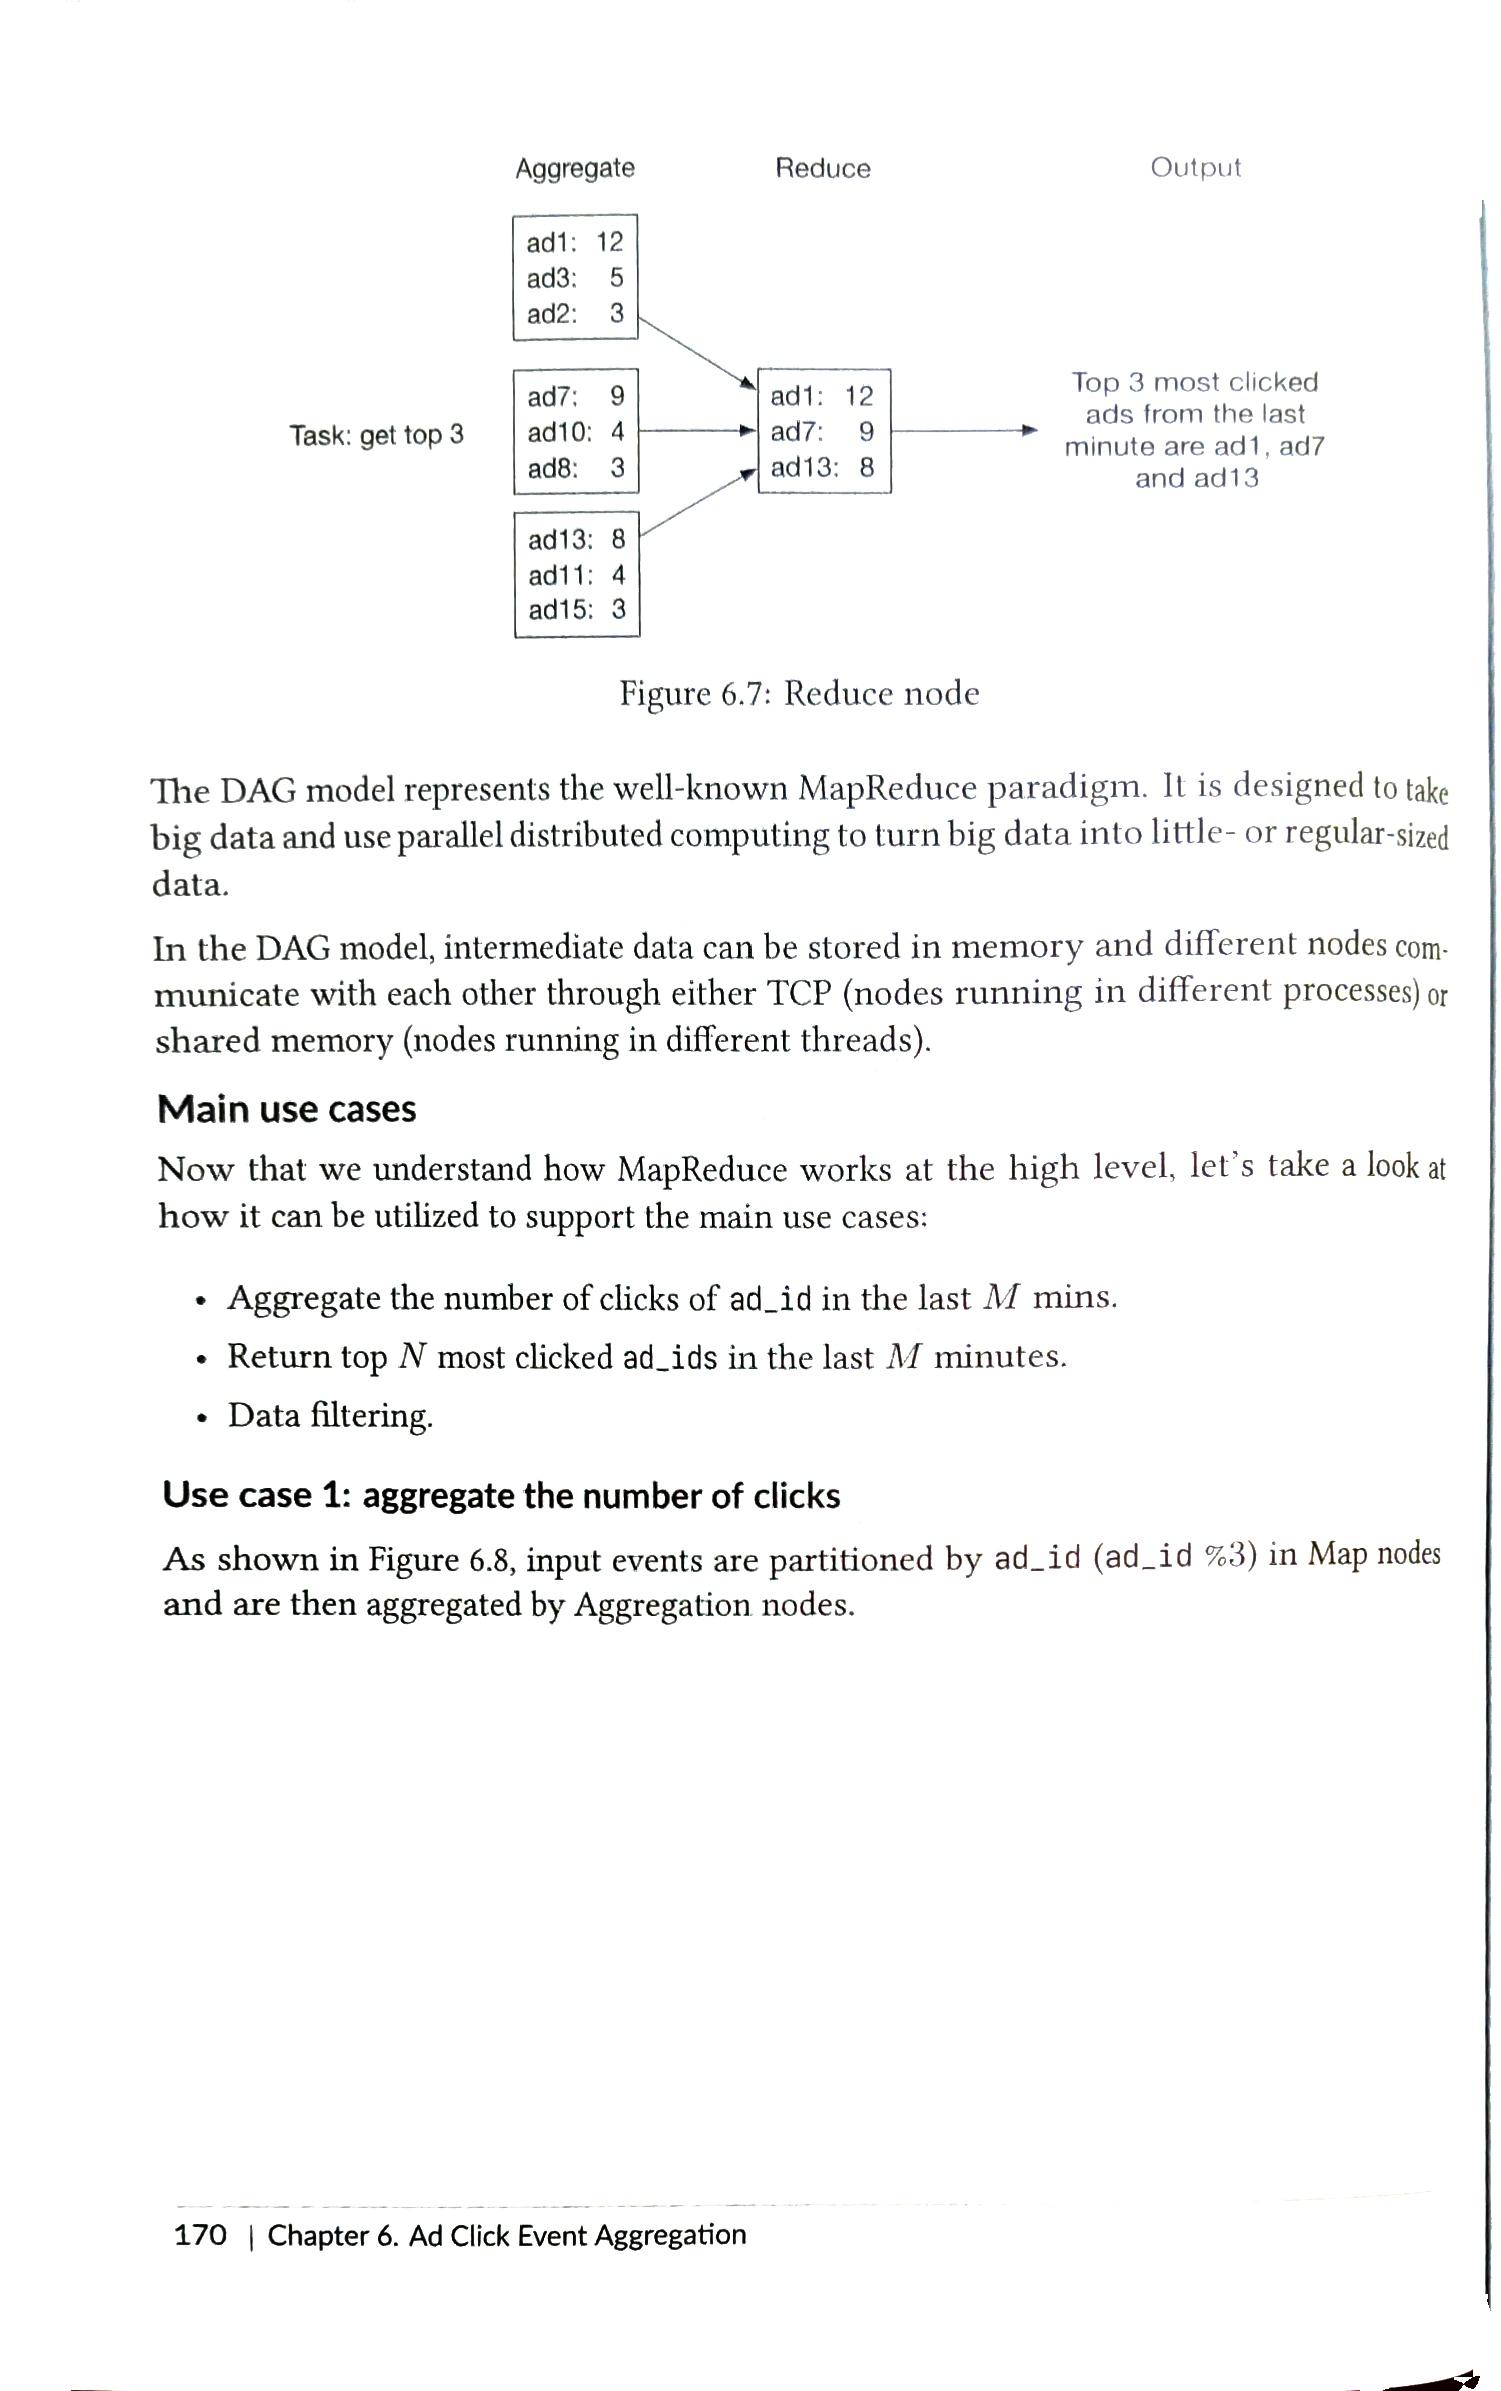 Aggregate Reduce Output
ad1: 12
ad3: 5
ad2: 3
Task: get top 3
ad7: 9
ad10: 4
ad8: 3
ad13: 8
ad11: 4
ad15: 3
ad1: 12
ad7: 9
ad13: 8
Top 3 most clicked
ads from the last
minute are ad1, ad7
and ad13
Figure 6.7: Reduce node
The DAG model represents the well-known MapReduce paradigm. It is designed to take
big data and use parallel distributed computing to turn big data into little- or regular-sized
data.
In the DAG model, intermediate data can be stored in memory and different nodes com-
municate with each other through either TCP (nodes running in different processes) or
shared memory (nodes running in different threads).
Main use cases
Now that we understand how MapReduce works at the high level, let's take a look at
how it can be utilized to support the main use cases:
• Aggregate the number of clicks of ad_id in the last M mins.
• Return top N most clicked ad_ids in the last M minutes.
• Data filtering.
Use case 1: aggregate the number of clicks
As shown in Figure 6.8, input events are partitioned by ad_id (ad_id %3) in Map nodes
and are then aggregated by Aggregation nodes.
170 | Chapter 6. Ad Click Event Aggregation